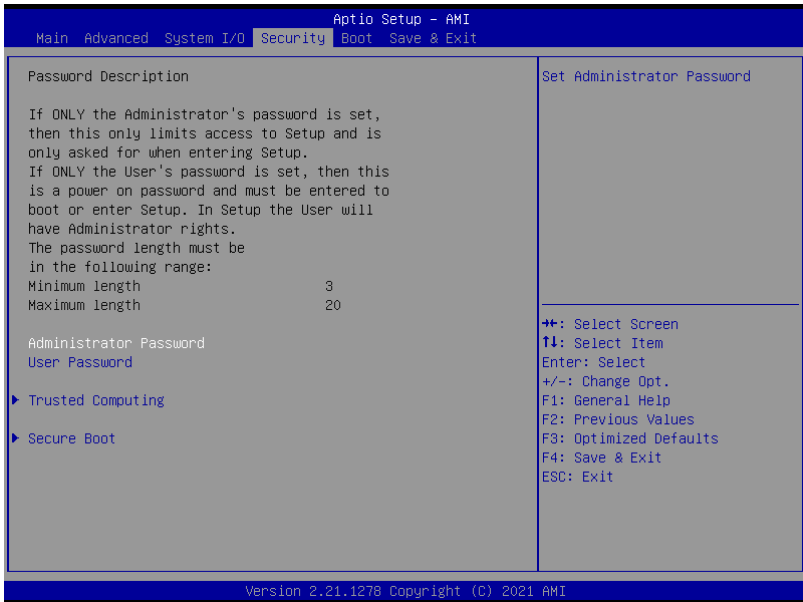 Aptio Setup – AMI
Main Advanced System I/O Security Boot Save & Exit
Password Description
If ONLY the Administrator's password is set,
then this only limits access to Setup and is
only asked for when entering Setup.
If ONLY the User's password is set, then this
is a power on password and must be entered to
boot or enter Setup. In Setup the User will
have Administrator rights.
The password length must be
in the following range:
Minimum length 3
Maximum length 20
Administrator Password
User Password
Trusted Computing
Secure Boot
Set Administrator Password
→←: Select Screen
↑↓: Select Item
Enter: Select
+/-: Change Opt.
F1: General Help
F2: Previous Values
F3: Optimized Defaults
F4: Save & Exit
ESC: Exit
Version 2.21.1278 Copyright (C) 2021 AMI